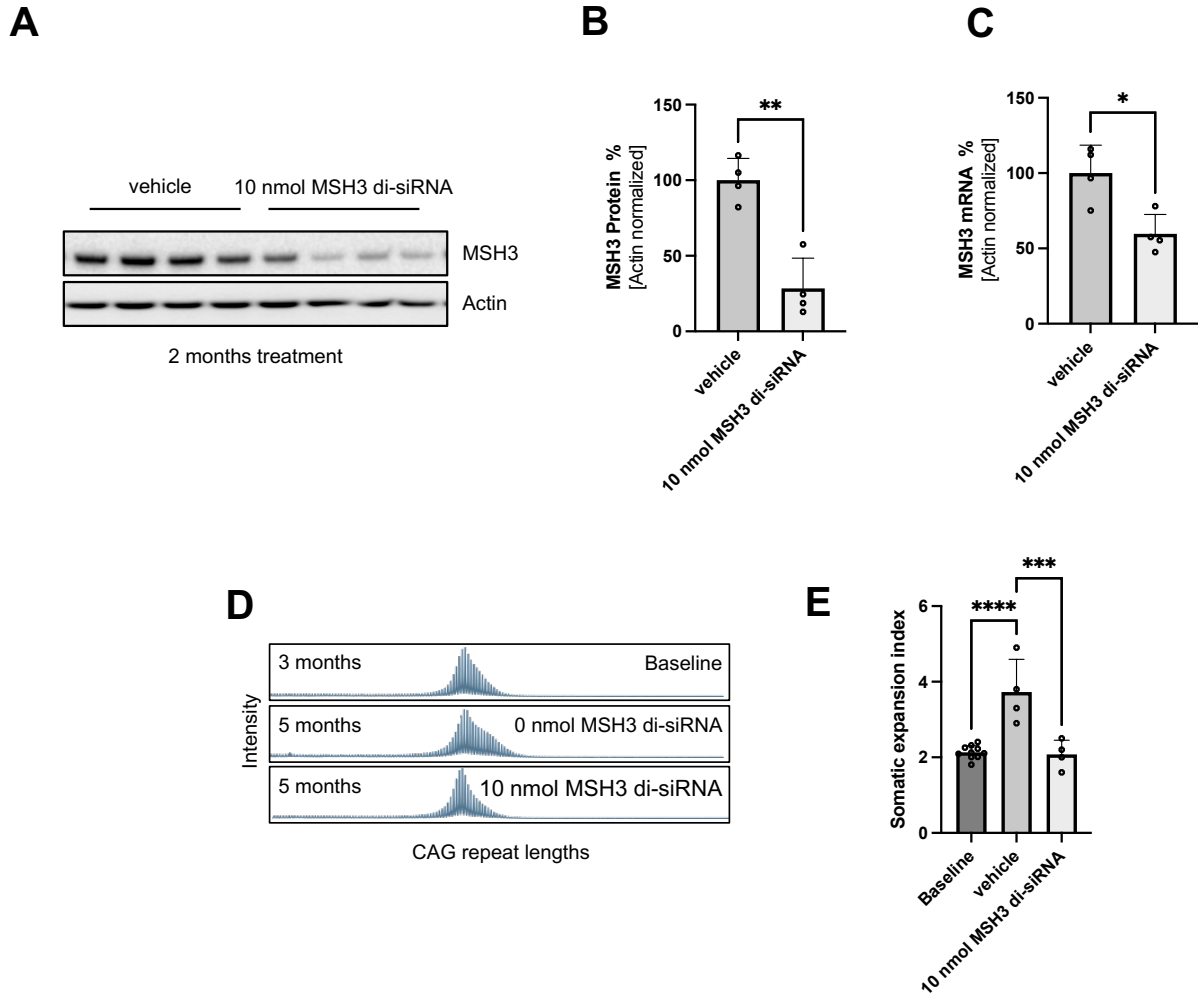 A
vehicle
10 nmol MSH3 di-siRNA
MSH3
Actin
2 months treatment
B
MSH3 Protein %
[Actin normalized]
150
100
50
0
**
vehicle
10 nmol MSH3 di-siRNA
C
MSH3 mRNA %
[Actin normalized]
150
100
50
0
*
vehicle
10 nmol MSH3 di-siRNA
D
Intensity
3 months
Baseline
5 months
0 nmol MSH3 di-siRNA
5 months
10 nmol MSH3 di-siRNA
CAG repeat lengths
E
Somatic expansion index
6
4
2
0
***
****
Baseline
vehicle
10 nmol MSH3 di-siRNA